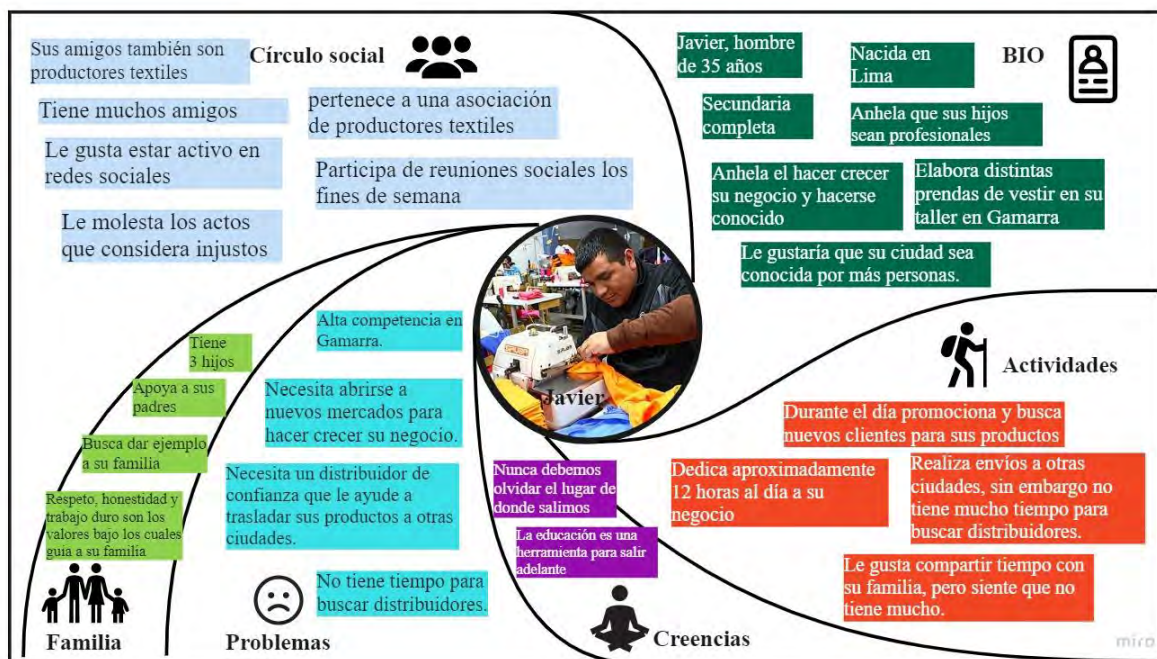 Círculo social
Sus amigos también son
productores textiles
Tiene muchos amigos
pertenece a una asociación
de productores textiles
Le gusta estar activo en
redes sociales
Participa de reuniones sociales los
fines de semana
Le molesta los actos
que considera injustos
BIO
Javier, hombre
de 35 años
Nacida en
Lima
Secundaria
completa
Anhela que sus hijos
sean profesionales
Anhela el hacer crecer
su negocio y hacerse
conocido
Elabora distintas
prendas de vestir en su
taller en Gamarra
Le gustaría que su ciudad sea
conocida por más personas.
Javier
Tiene
3 hijos
Apoya a sus
padres
Busca dar ejemplo
a su familia
Respeto, honestidad y
trabajo duro son los
valores bajo los cuales
guía a su familia
Familia
Alta competencia en
Gamarra.
Necesita abrirse a
nuevos mercados para
hacer crecer su negocio.
Necesita un distribuidor de
confianza que le ayude a
trasladar sus productos a otras
ciudades.
No tiene tiempo para
buscar distribuidores.
Problemas
Nunca debemos
olvidar el lugar de
donde salimos
La educación es una
herramienta para salir
adelante
Creencias
Actividades
Durante el día promociona y busca
nuevos clientes para sus productos
Dedica aproximadamente
12 horas al día a su
negocio
Realiza envíos a otras
ciudades, sin embargo no
tiene mucho tiempo para
buscar distribuidores.
Le gusta compartir tiempo con
su familia, pero siente que no
tiene mucho.
miro